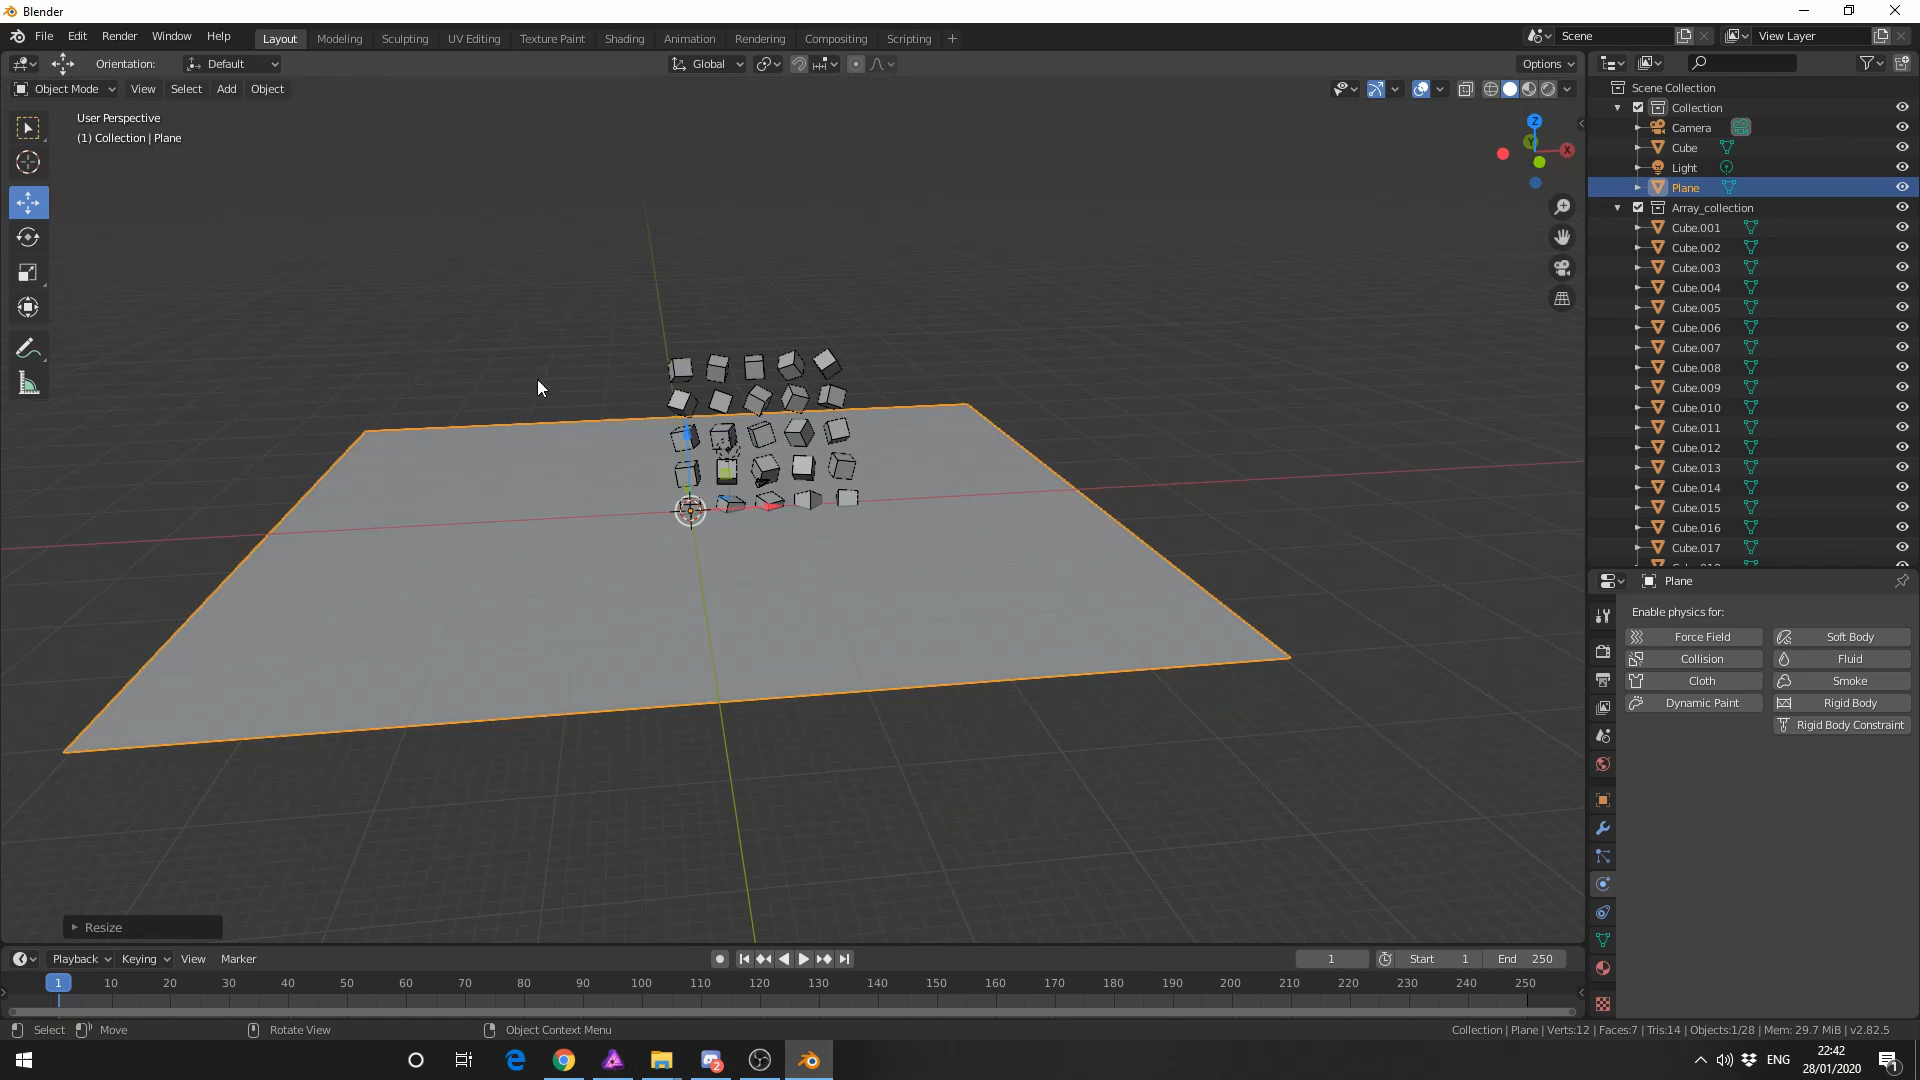 Blender
File Edit Render Window Help
Layout Modeling Sculpting UV Editing Texture Paint Shading Animation Rendering Compositing Scripting +
Scene
View Layer
Orientation: Default
Global
Options
Object Mode View Select Add Object
User Perspective
(1) Collection | Plane
Z
Y
X
Scene Collection
Collection
Camera
Cube
Light
Plane
Array_collection
Cube.001
Cube.002
Cube.003
Cube.004
Cube.005
Cube.006
Cube.007
Cube.008
Cube.009
Cube.010
Cube.011
Cube.012
Cube.013
Cube.014
Cube.015
Cube.016
Cube.017
Plane
Enable physics for:
Force Field Soft Body
Collision Fluid
Cloth Smoke
Dynamic Paint Rigid Body
Rigid Body Constraint
Resize
Playback Keying View Marker
1 Start 1 End 250
1 10 20 30 40 50 60 70 80 90 100 110 120 130 140 150 160 170 180 190 200 210 220 230 240 250
Select Move Rotate View Object Context Menu
Collection | Plane | Verts:12 | Faces:7 | Tris:14 | Objects:1/28 | Mem: 29.7 MiB | v2.82.5
2
ENG
22:42
28/01/2020
1